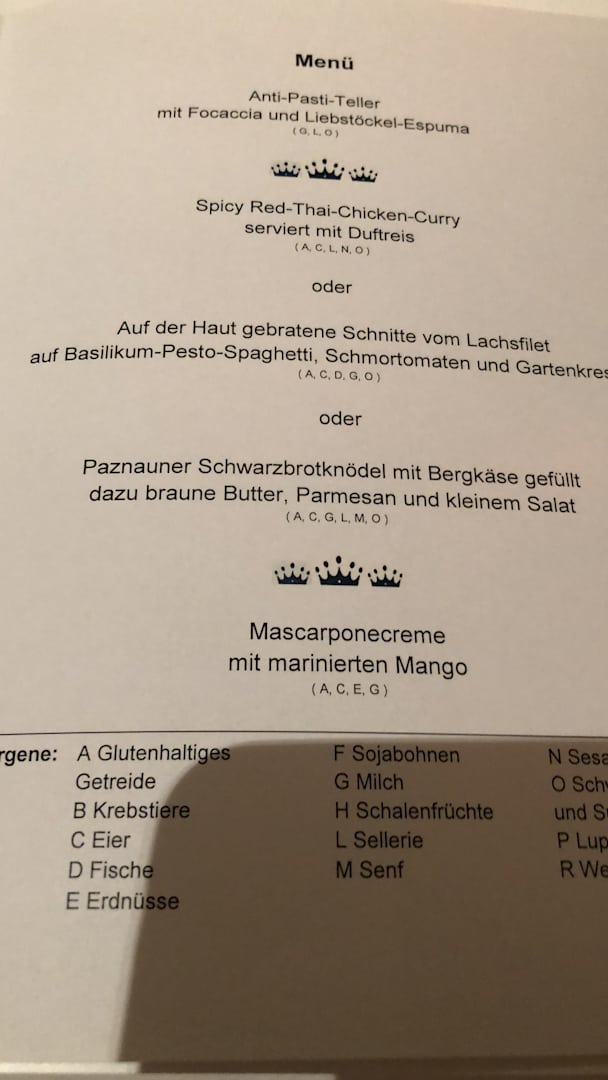 Menü
Anti-Pasti-Teller
mit Focaccia und Liebstöckel-Espuma
( G, L, O )
Spicy Red-Thai-Chicken-Curry
serviert mit Duftreis
( A, C, L, N, O )
oder
Auf der Haut gebratene Schnitte vom Lachsfilet
auf Basilikum-Pesto-Spaghetti, Schmortomaten und
( A, C, D, G, O )
oder
Paznauner Schwarzbrotknödel mit Bergkäse gefüllt
dazu braune Butter, Parmesan und kleinem Salat
( A, C, G, L, M, O )
Mascarponecreme
mit marinierten Mango
( A, C, E, G )
A Glutenhaltiges F Sojabohnen N
Getreide G Milch O
B Krebstiere H Schalenfrüchte und
C Eier L Sellerie P
D Fische M Senf R
E Erdnüsse